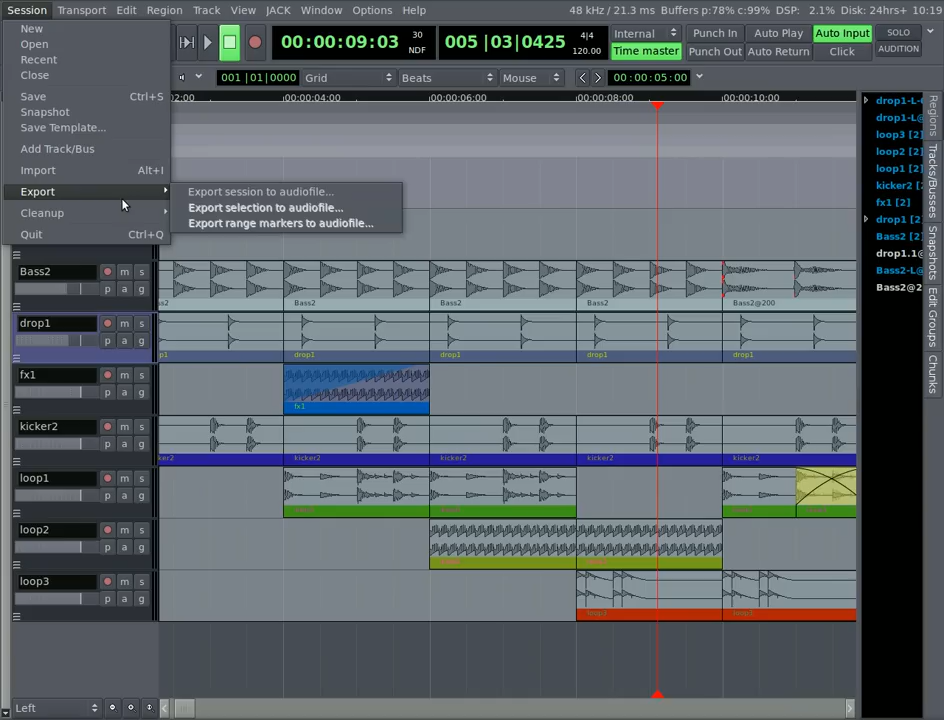 Session Transport Edit Region Track View JACK Window Options Help 48 kHz / 21.3 ms Buffers p:78% c:99% DSP: 2.1% Disk: 24hrs+ 10:19
New
Open
Recent
Close
Save Ctrl+S
Snapshot
Save Template...
Add Track/Bus
Import Alt+I
Export
Cleanup
Quit Ctrl+Q
Export session to audiofile...
Export selection to audiofile...
Export range markers to audiofile...
00:00:09:03 30 NDF 005|03|0425 4/4 120.00
Internal Punch In Auto Play Auto Input SOLO
Time master Punch Out Auto Return Click AUDITION
001|01|0000 Grid Beats Mouse 00:00:05:00
02:00 00:00:04:00 00:00:06:00 00:00:08:00 00:00:10:00
Bass2 m s
p a g
Bass2 Bass2 Bass2 Bass2@200
drop1 m s
p a g
drop1 drop1 drop1 drop1
fx1 m s
p a g
fx1
kicker2 m s
p a g
kicker2 kicker2 kicker2 kicker2
loop1 m s
p a g
loop2 m s
p a g
loop3 m s
p a g
loop3 loop3
Left
drop1-L-
drop1-L@
loop3 [2]
loop2 [2]
loop1 [2]
kicker2 [
fx1 [2]
drop1 [2]
Bass2 [2]
drop1.1@
Bass2-L@
Bass2@2
Regions
Tracks/Busses
Snapshots
Edit Groups
Chunks